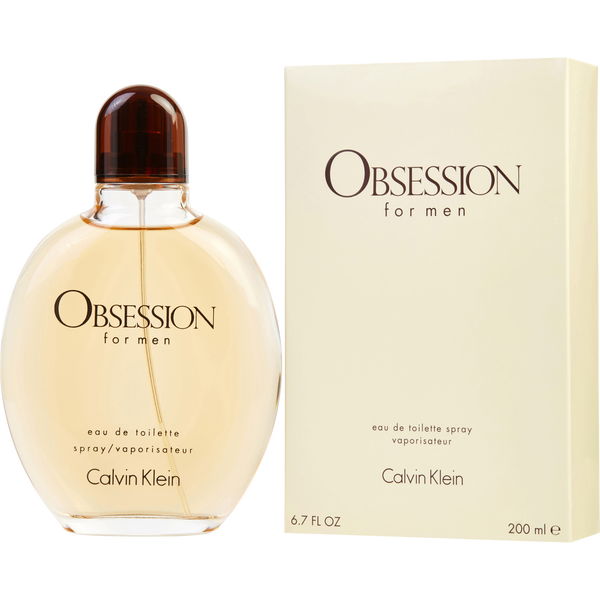 OBSESSION
for men
eau de toilette
spray/vaporisateur
Calvin Klein
OBSESSION
for men
eau de toilette spray
vaporisateur
Calvin Klein
6.7 FL OZ 200 ml ℮